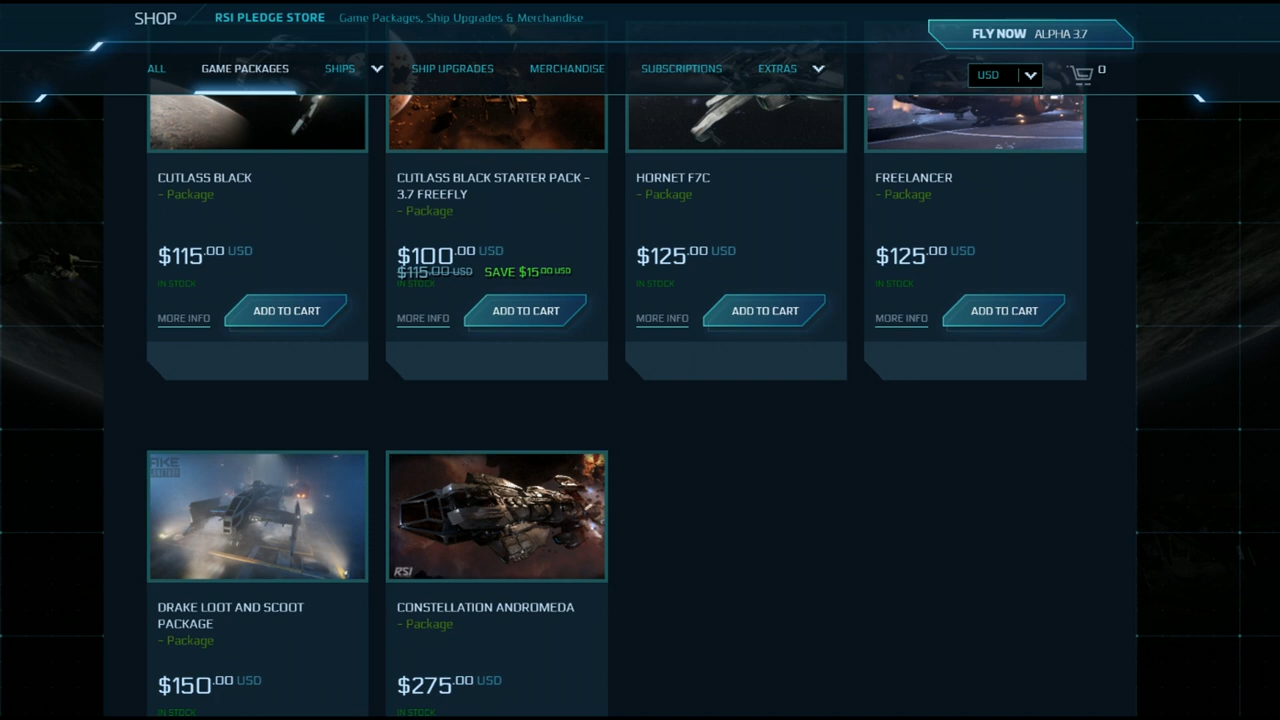 SHOP RSI PLEDGE STORE Game Packages, Ship Upgrades & Merchandise
FLY NOW ALPHA 3.7
ALL GAME PACKAGES SHIPS SHIP UPGRADES MERCHANDISE SUBSCRIPTIONS EXTRAS USD 0
CUTLASS BLACK
- Package
$115.00 USD
IN STOCK
MORE INFO ADD TO CART
CUTLASS BLACK STARTER PACK -
3.7 FREEFLY
- Package
$100.00 USD
$115.00 USD SAVE $15.00 USD
IN STOCK
MORE INFO ADD TO CART
HORNET F7C
- Package
$125.00 USD
IN STOCK
MORE INFO ADD TO CART
FREELANCER
- Package
$125.00 USD
IN STOCK
MORE INFO ADD TO CART
DRAKE LOOT AND SCOOT
PACKAGE
- Package
$150.00 USD
IN STOCK
RSI
CONSTELLATION ANDROMEDA
- Package
$275.00 USD
IN STOCK